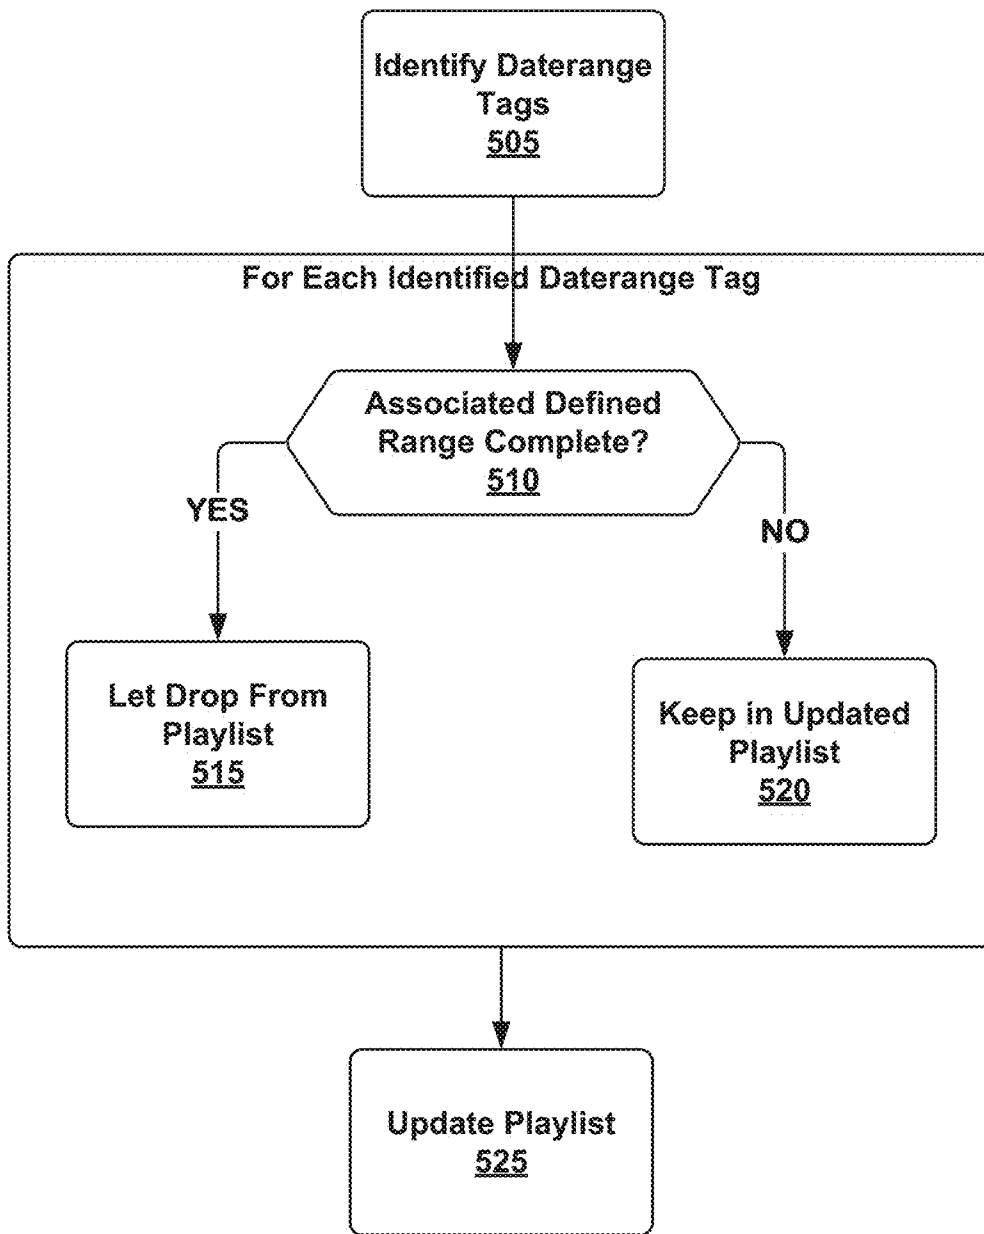 Identify Daterange
Tags
505
For Each Identified Daterange Tag
Associated Defined
Range Complete?
510
YES
NO
Let Drop From
Playlist
515
Keep in Updated
Playlist
520
Update Playlist
525